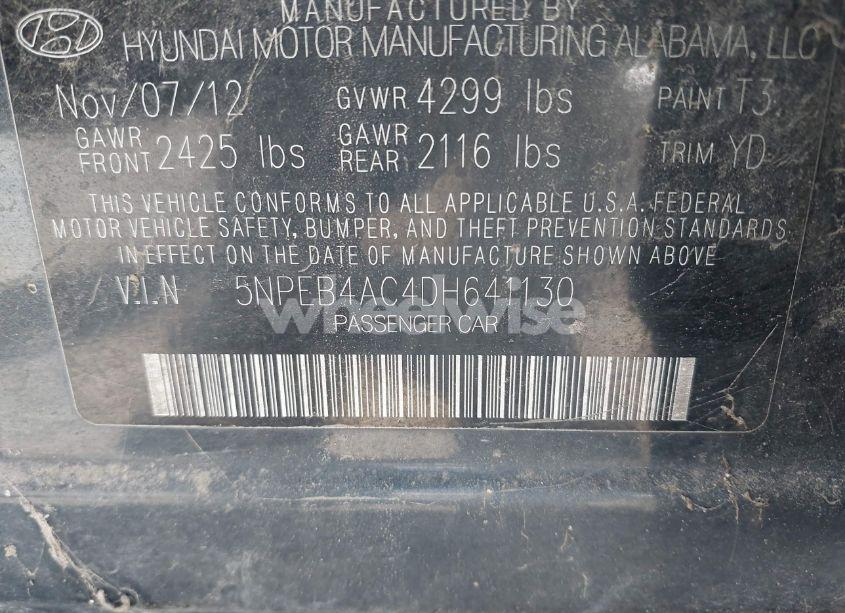 MANUFACTURED BY
HYUNDAI MOTOR MANUFACTURING ALABAMA, LLC
Nov/07/12 GVWR 4299 lbs PAINT T3
GAWR FRONT 2425 lbs GAWR REAR 2116 lbs TRIM YD
THIS VEHICLE CONFORMS TO ALL APPLICABLE U.S.A. FEDERAL
MOTOR VEHICLE SAFETY, BUMPER, AND THEFT PREVENTION STANDARDS
IN EFFECT ON THE DATE OF MANUFACTURE SHOWN ABOVE
V.I.N 5NPEB4AC4DH641130
wheelwise
PASSENGER CAR